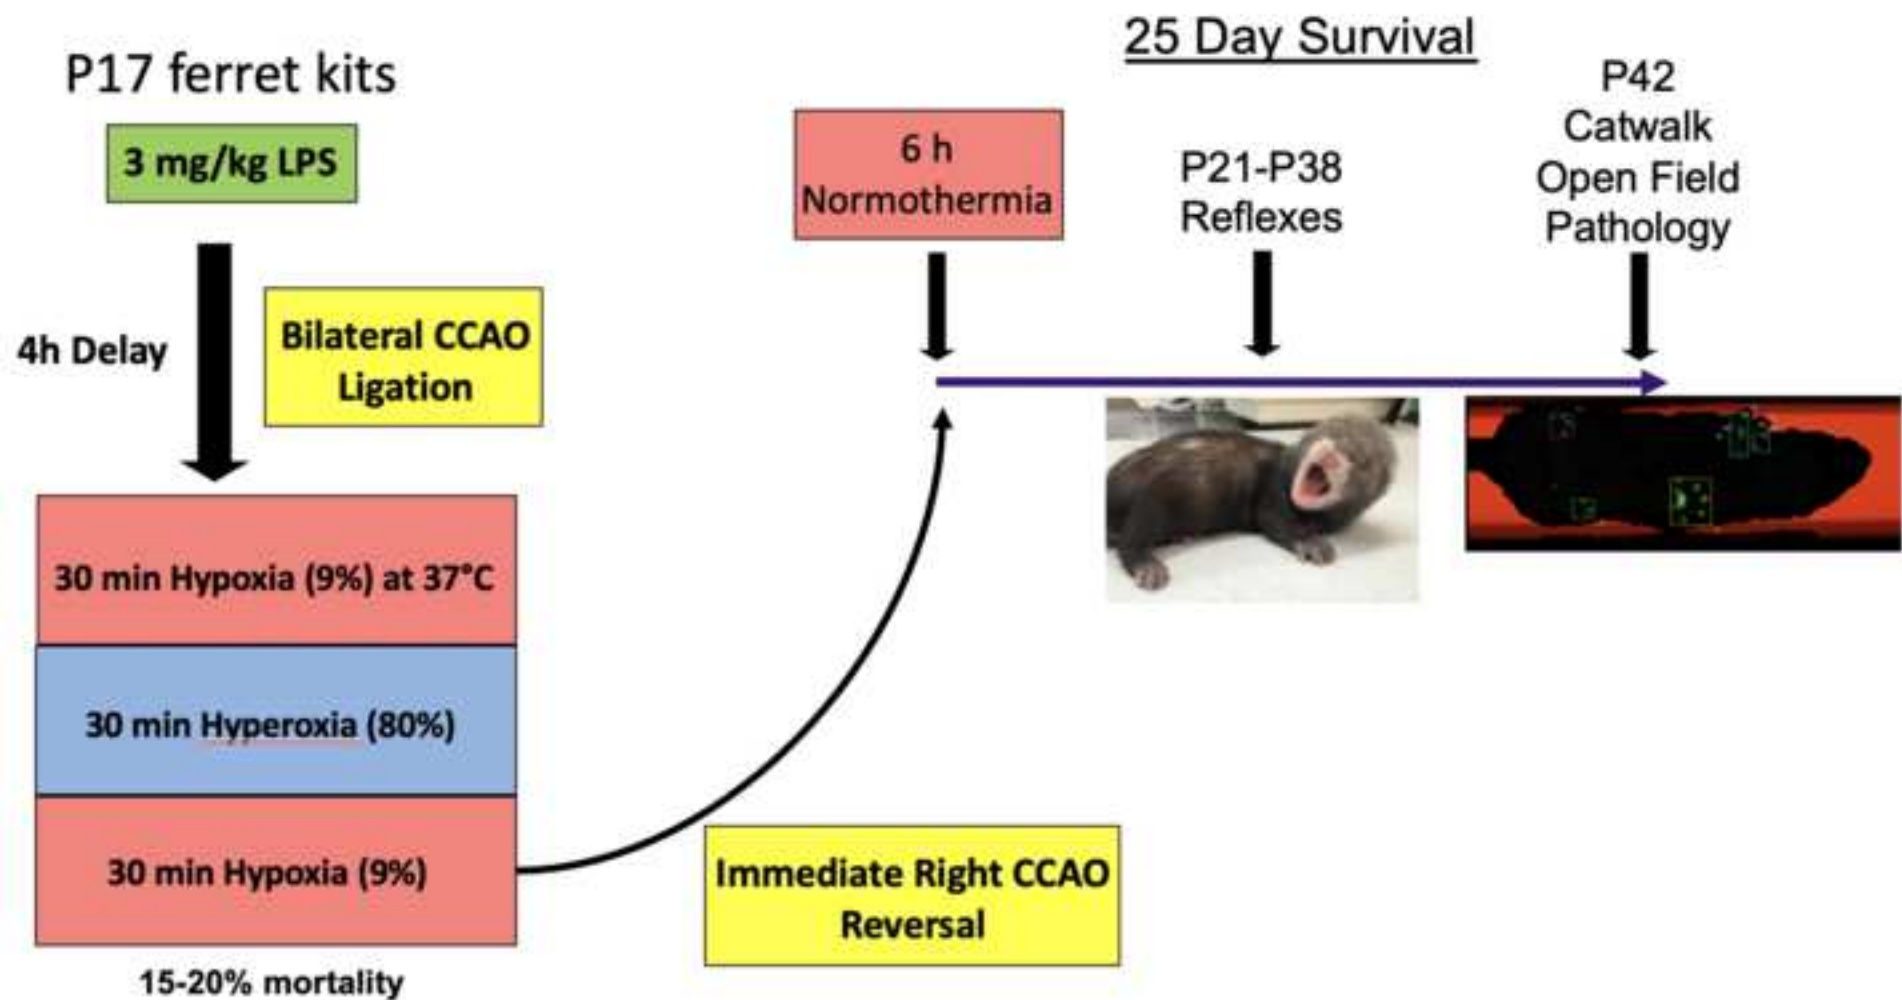 P17 ferret kits
3 mg/kg LPS
4h Delay
Bilateral CCAO
Ligation
30 min Hypoxia (9%) at 37°C
30 min Hyperoxia (80%)
30 min Hypoxia (9%)
15-20% mortality
Immediate Right CCAO
Reversal
25 Day Survival
6 h
Normothermia
P21-P38
Reflexes
P42
Catwalk
Open Field
Pathology